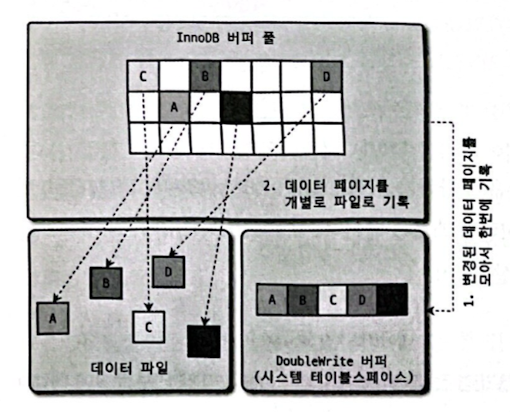 InnoDB 버퍼 풀
C
B
D
A
2. 데이터 페이지를
개별로 파일로 기록
1. 변경된 데이터 페이지를
모아서 한번에 기록
A
B
D
C
데이터 파일
A B C D
DoubleWrite 버퍼
(시스템 테이블스페이스)